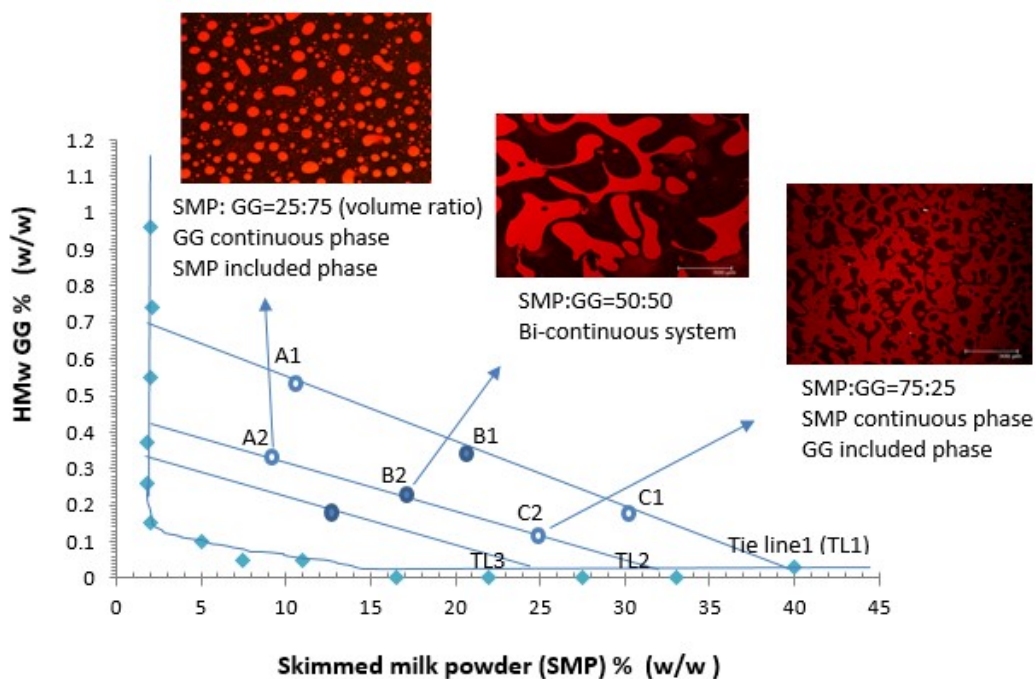 1.2
1.1
1
0.9
0.8
0.7
0.6
0.5
0.4
0.3
0.2
0.1
0
HMw GG % (w/w)
SMP: GG=25:75 (volume ratio)
GG continuous phase
SMP included phase
SMP:GG=50:50
Bi-continuous system
SMP:GG=75:25
SMP continuous phase
GG included phase
A1
B1
C1
A2
B2
C2
Tie line1 (TL1)
TL3
TL2
0 5 10 15 20 25 30 35 40 45
Skimmed milk powder (SMP) % (w/w )